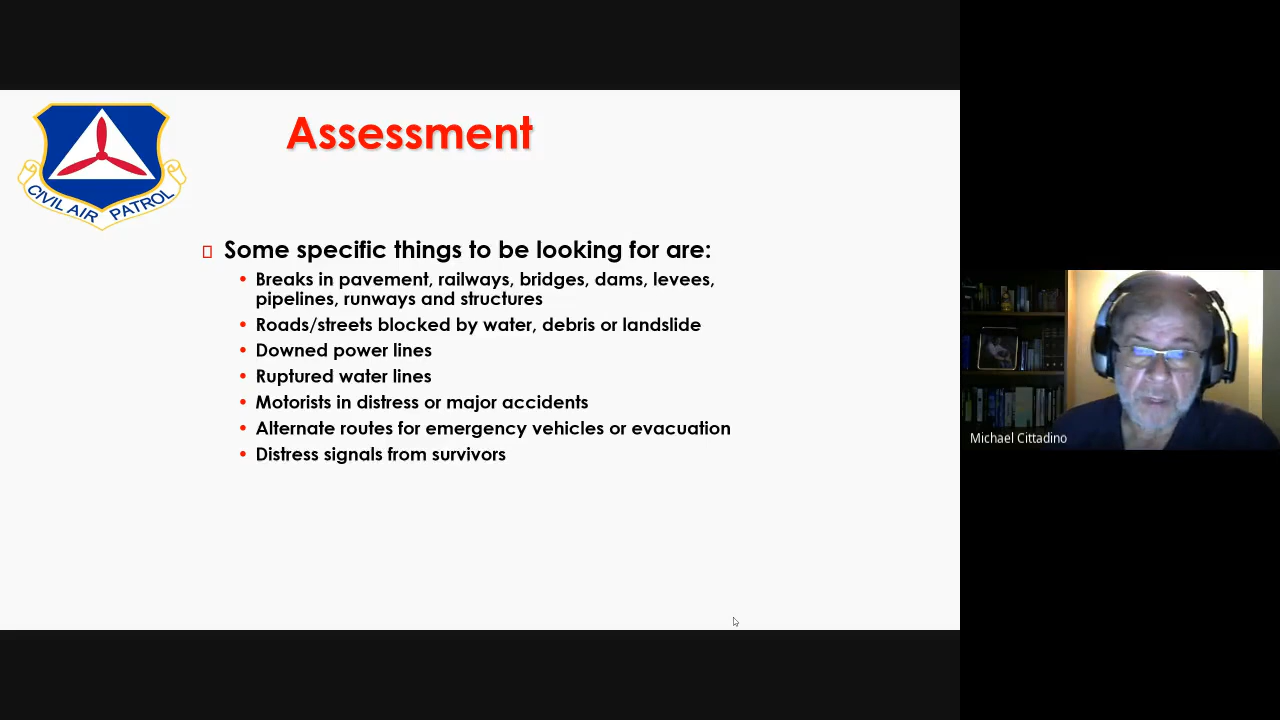 Assessment
CIVIL AIR PATROL
Some specific things to be looking for are:
• Breaks in pavement, railways, bridges, dams, levees,
pipelines, runways and structures
• Roads/streets blocked by water, debris or landslide
• Downed power lines
• Ruptured water lines
• Motorists in distress or major accidents
• Alternate routes for emergency vehicles or evacuation
• Distress signals from survivors
Michael Cittadino